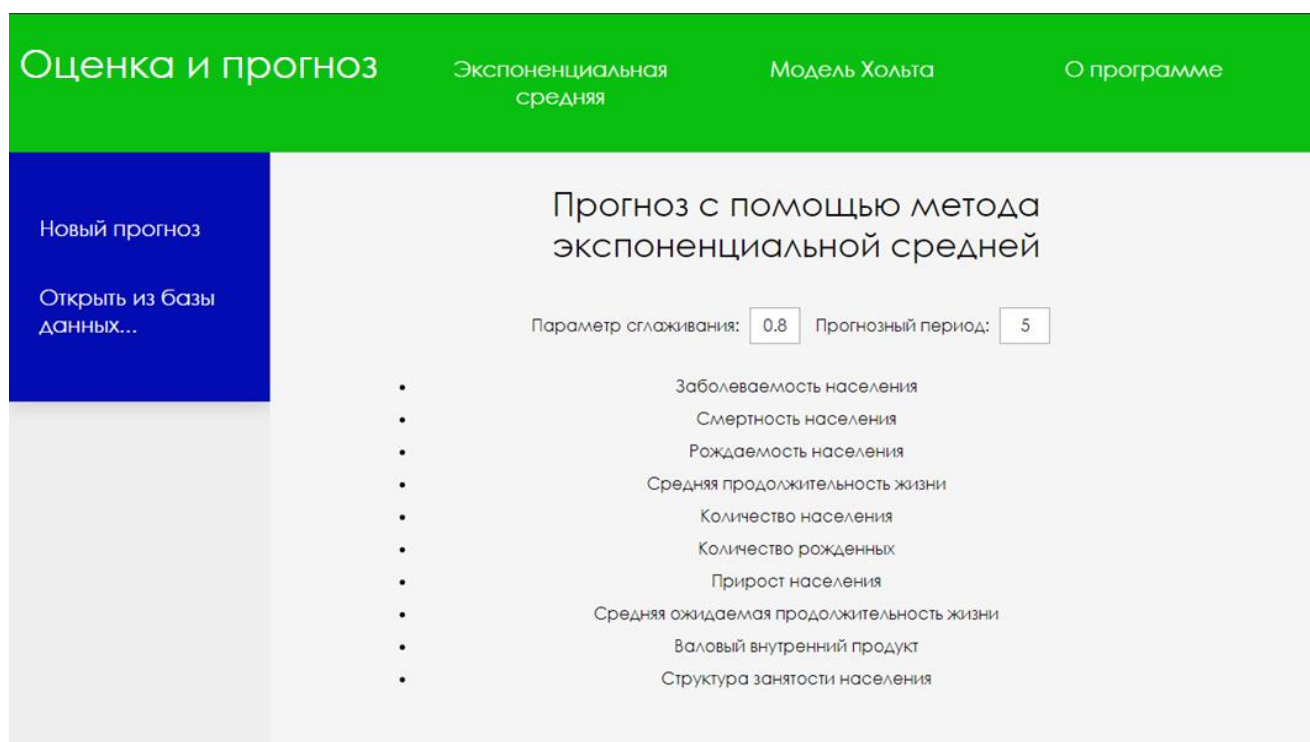 Оценка и прогноз
Экспоненциальная
средняя
Модель Хольта
О программе
Новый прогноз
Открыть из базы
данных...
Прогноз с помощью метода
экспоненциальной средней
Параметр сглаживания: 0.8 Прогнозный период: 5
• Заболеваемость населения
• Смертность населения
• Рождаемость населения
• Средняя продолжительность жизни
• Количество населения
• Количество рожденных
• Прирост населения
• Средняя ожидаемая продолжительность жизни
• Валовый внутренний продукт
• Структура занятости населения